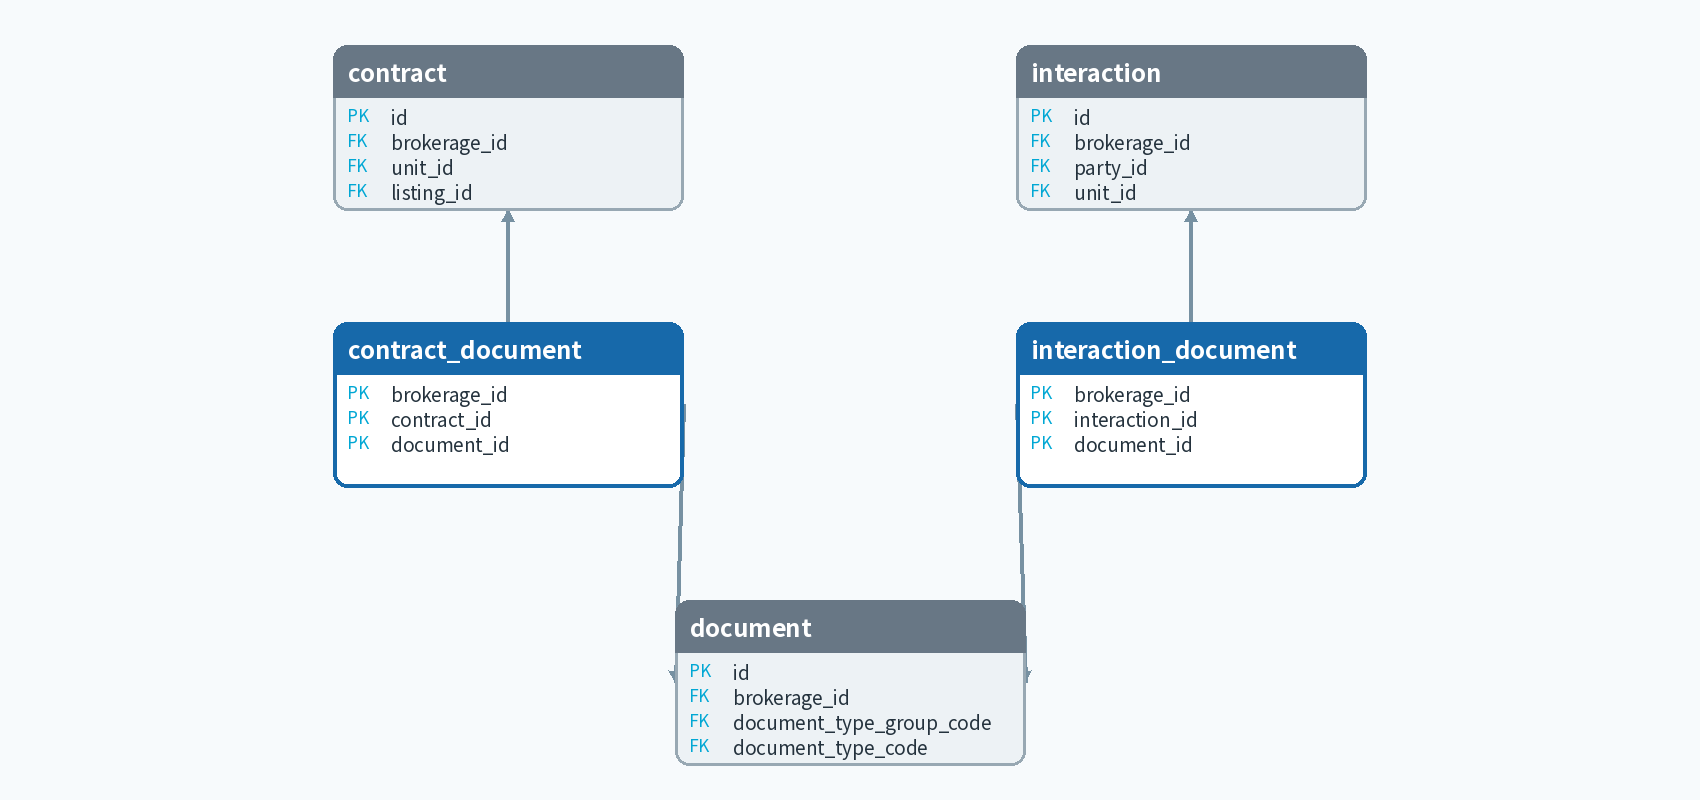 contract
PK id
FK brokerage_id
FK unit_id
FK listing_id
interaction
PK id
FK brokerage_id
FK party_id
FK unit_id
contract_document
PK brokerage_id
PK contract_id
PK document_id
interaction_document
PK brokerage_id
PK interaction_id
PK document_id
document
PK id
FK brokerage_id
FK document_type_group_code
FK document_type_code